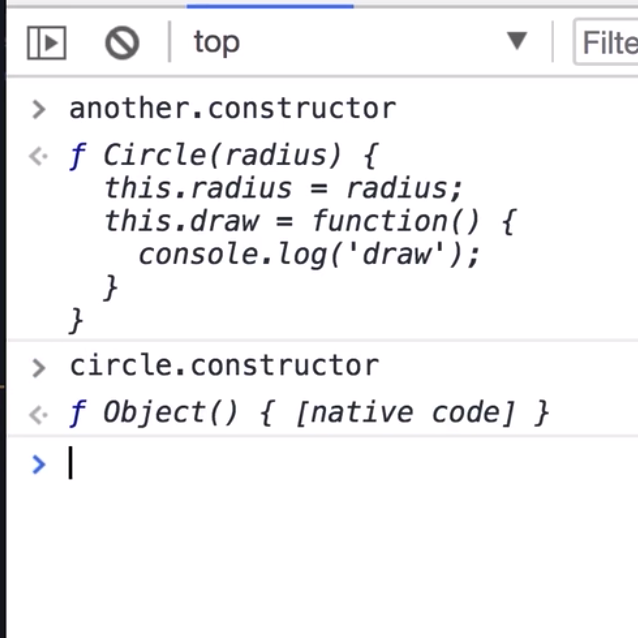 top
Filte
> another.constructor
<· ƒ Circle(radius) {
this.radius = radius;
this.draw = function() {
console.log('draw');
}
}
> circle.constructor
<· ƒ Object() { [native code] }
>